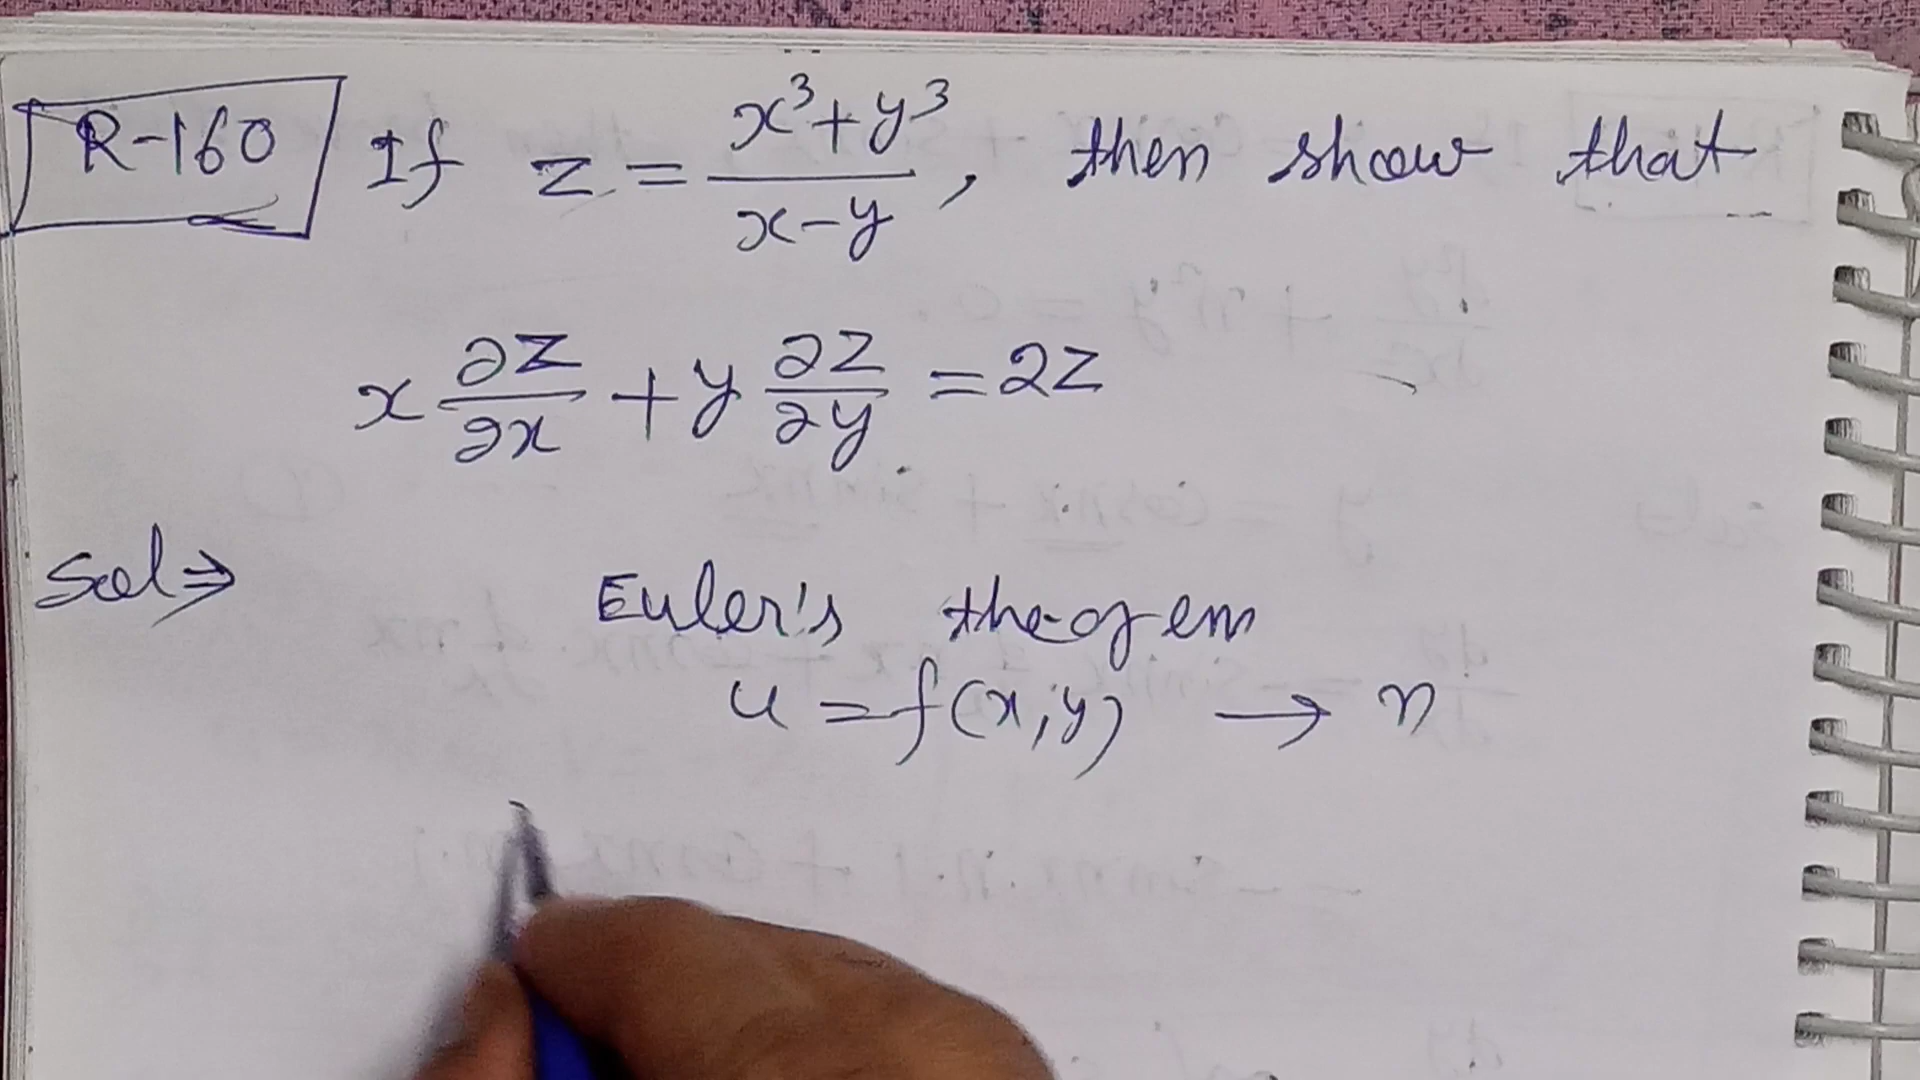 R-160 If z = x³+y³ / x-y , then show that
x ∂z/∂x + y ∂z/∂y = 2z
Sol ⇒ Euler's theorem
u = f(x,y) → n